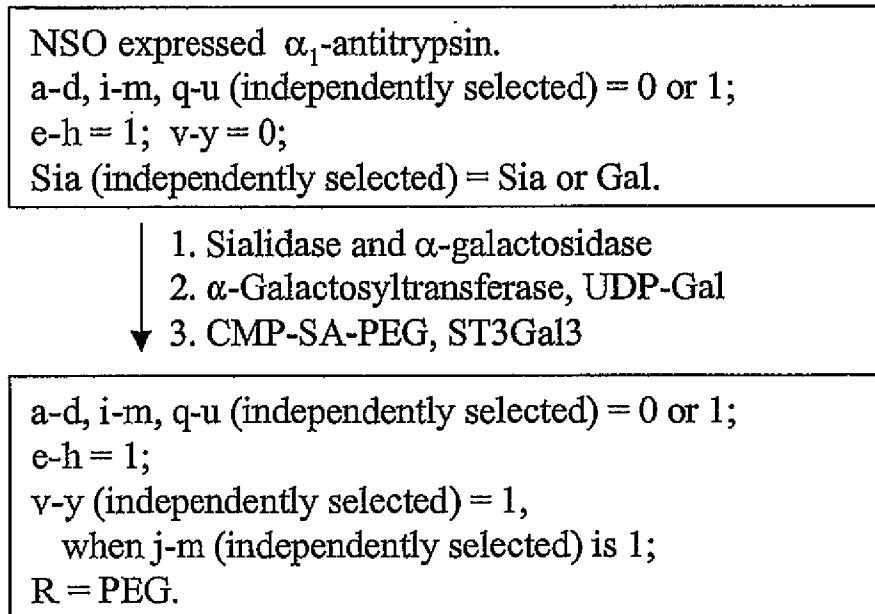 NSO expressed α₁-antitrypsin.
a-d, i-m, q-u (independently selected) = 0 or 1;
e-h = 1; v-y = 0;
Sia (independently selected) = Sia or Gal.
1. Sialidase and α-galactosidase
2. α-Galactosyltransferase, UDP-Gal
3. CMP-SA-PEG, ST3Gal3
a-d, i-m, q-u (independently selected) = 0 or 1;
e-h = 1;
v-y (independently selected) = 1,
when j-m (independently selected) is 1;
R = PEG.